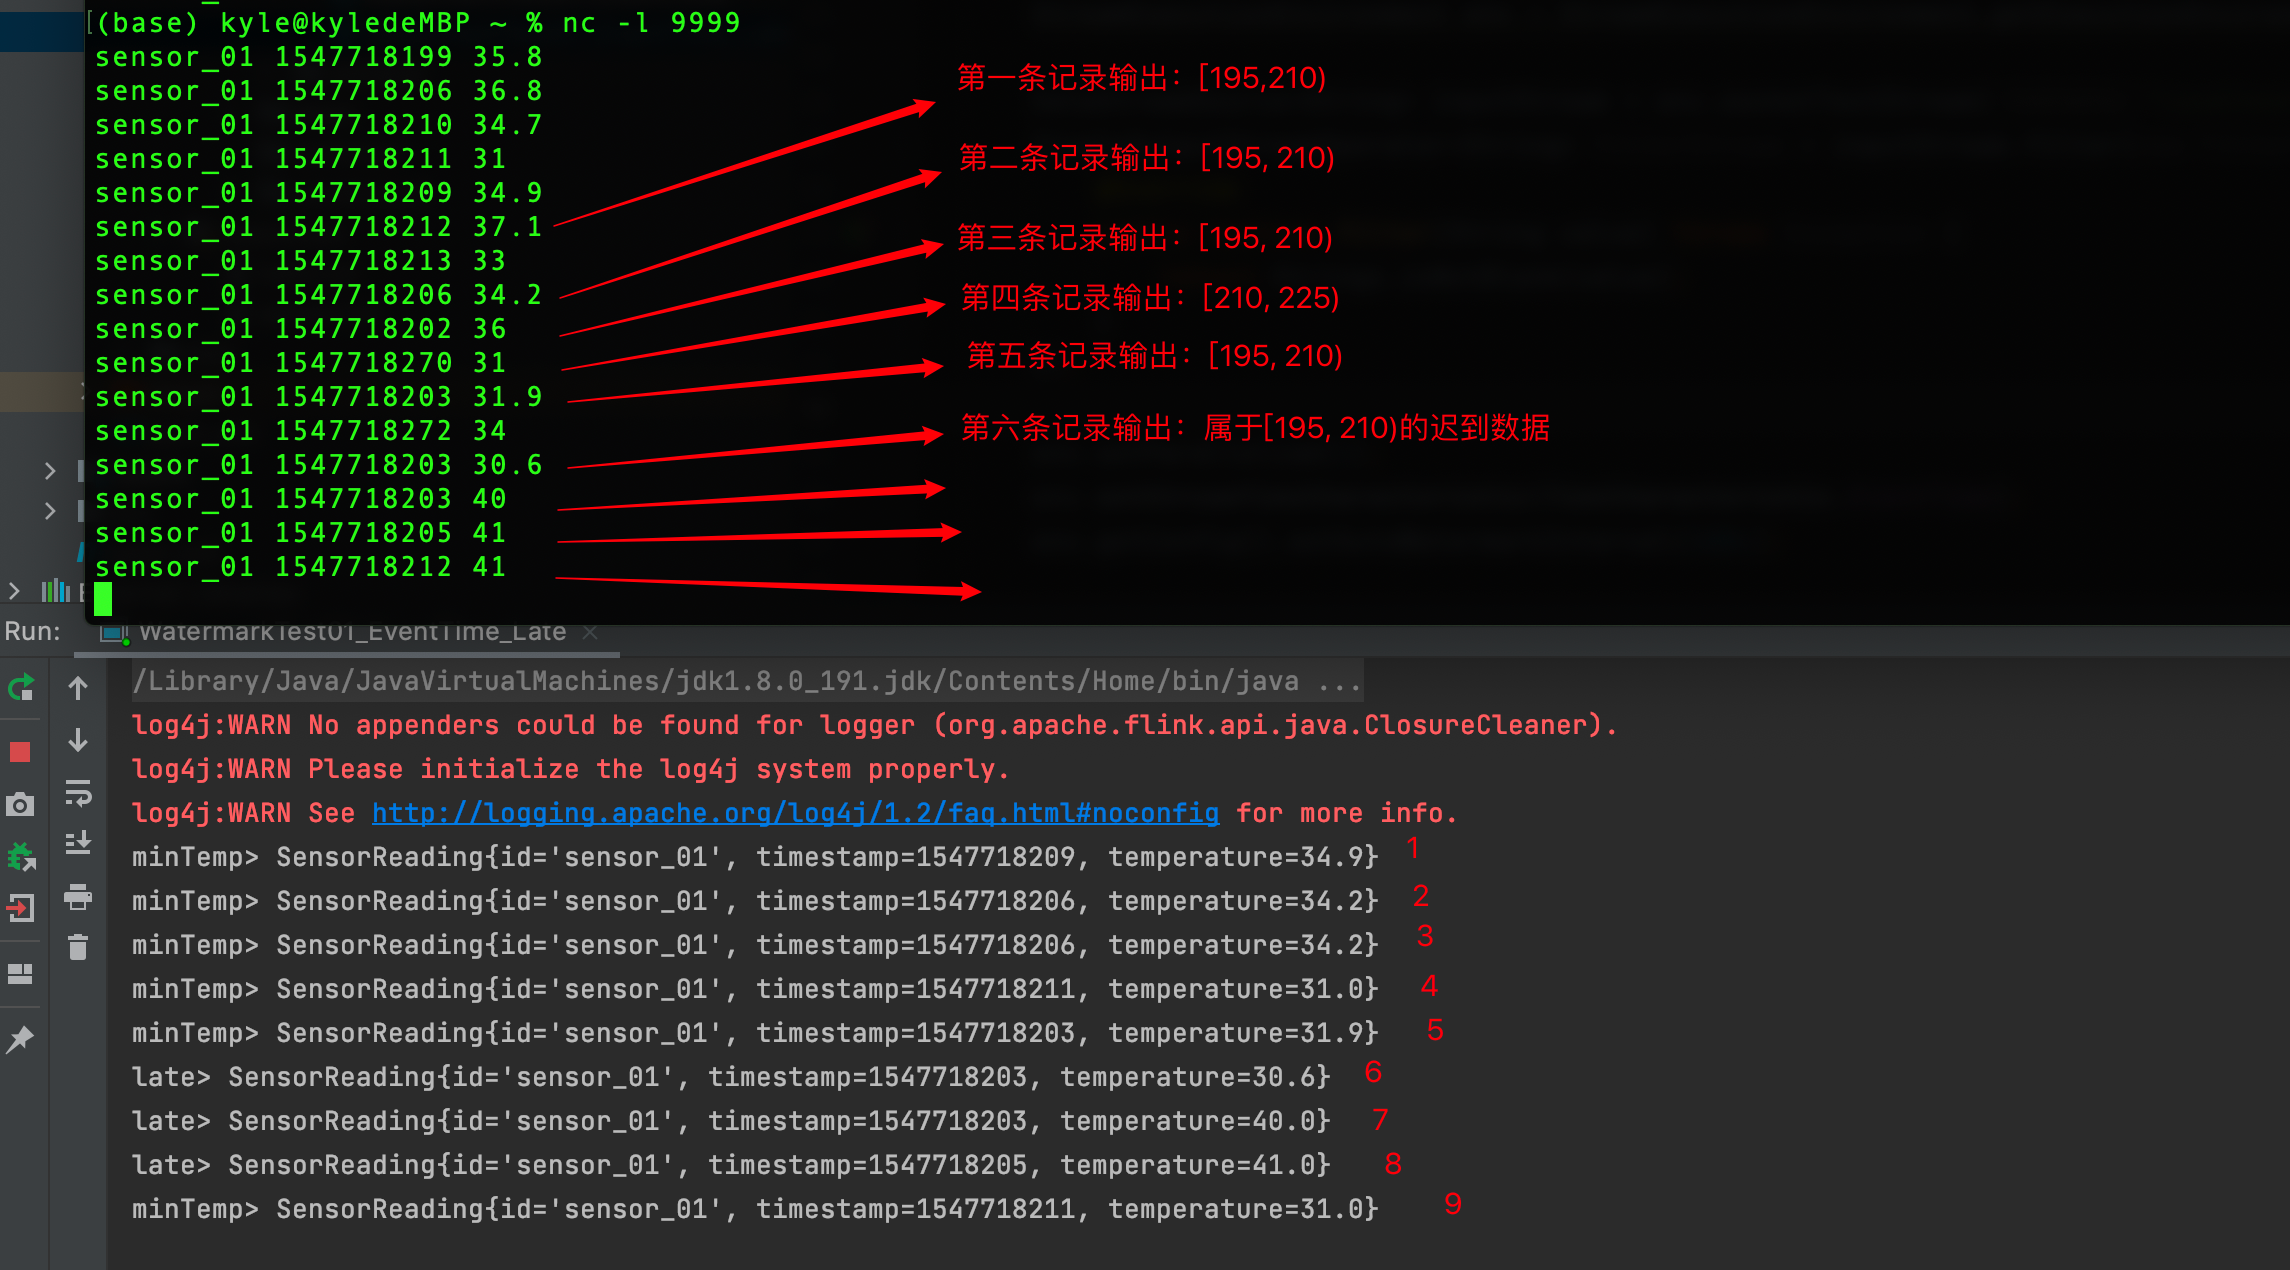 (base) kyle@kyledeMBP ~ % nc -l 9999
sensor_01 1547718199 35.8
sensor_01 1547718206 36.8
sensor_01 1547718210 34.7
sensor_01 1547718211 31
sensor_01 1547718209 34.9
sensor_01 1547718212 37.1
sensor_01 1547718213 33
sensor_01 1547718206 34.2
sensor_01 1547718202 36
sensor_01 1547718270 31
sensor_01 1547718203 31.9
sensor_01 1547718272 34
sensor_01 1547718203 30.6
sensor_01 1547718203 40
sensor_01 1547718205 41
sensor_01 1547718212 41
第一条记录输出：[195,210)
第二条记录输出：[195, 210)
第三条记录输出：[195, 210)
第四条记录输出：[210, 225)
第五条记录输出：[195, 210)
第六条记录输出：属于[195, 210)的迟到数据
Run: WatermarkTest01_EventTime_Late ×
/Library/Java/JavaVirtualMachines/jdk1.8.0_191.jdk/Contents/Home/bin/java ...
log4j:WARN No appenders could be found for logger (org.apache.flink.api.java.ClosureCleaner).
log4j:WARN Please initialize the log4j system properly.
log4j:WARN See http://logging.apache.org/log4j/1.2/faq.html#noconfig for more info.
minTemp> SensorReading{id='sensor_01', timestamp=1547718209, temperature=34.9} 1
minTemp> SensorReading{id='sensor_01', timestamp=1547718206, temperature=34.2} 2
minTemp> SensorReading{id='sensor_01', timestamp=1547718206, temperature=34.2} 3
minTemp> SensorReading{id='sensor_01', timestamp=1547718211, temperature=31.0} 4
minTemp> SensorReading{id='sensor_01', timestamp=1547718203, temperature=31.9} 5
late> SensorReading{id='sensor_01', timestamp=1547718203, temperature=30.6} 6
late> SensorReading{id='sensor_01', timestamp=1547718203, temperature=40.0} 7
late> SensorReading{id='sensor_01', timestamp=1547718205, temperature=41.0} 8
minTemp> SensorReading{id='sensor_01', timestamp=1547718211, temperature=31.0} 9